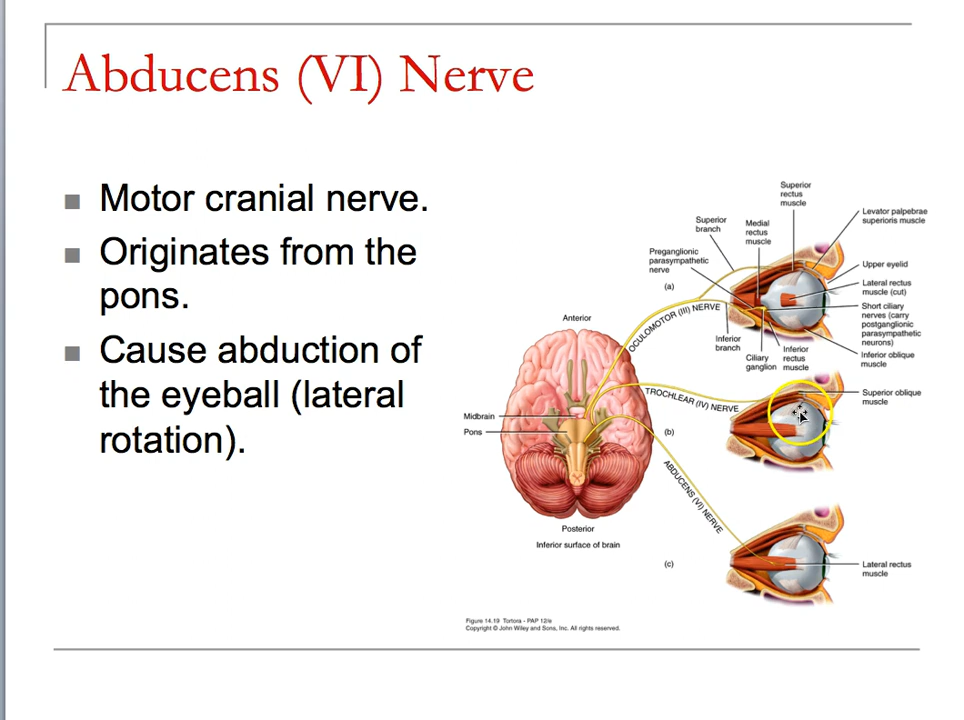 Abducens (VI) Nerve
Motor cranial nerve.
Originates from the
pons.
Cause abduction of
the eyeball (lateral
rotation).
Superior
rectus
muscle
Levator palpebrae
superioris muscle
Superior
branch
Medial
rectus
muscle
Preganglionic
parasympathetic
nerve
(a)
Upper eyelid
Lateral rectus
muscle (cut)
Short ciliary
nerves (carry
postganglionic
parasympathetic
neurons)
Inferior oblique
muscle
OCULOMOTOR (III) NERVE
Inferior
branch
Ciliary
ganglion
Inferior
rectus
muscle
Anterior
Midbrain
Pons
Posterior
Inferior surface of brain
TROCHLEAR (IV) NERVE
(b)
Superior oblique
muscle
ABDUCENS (VI) NERVE
(c)
Lateral rectus
muscle
Figure 14.19 Tortora - PAP 12/e
Copyright © John Wiley and Sons, Inc. All rights reserved.